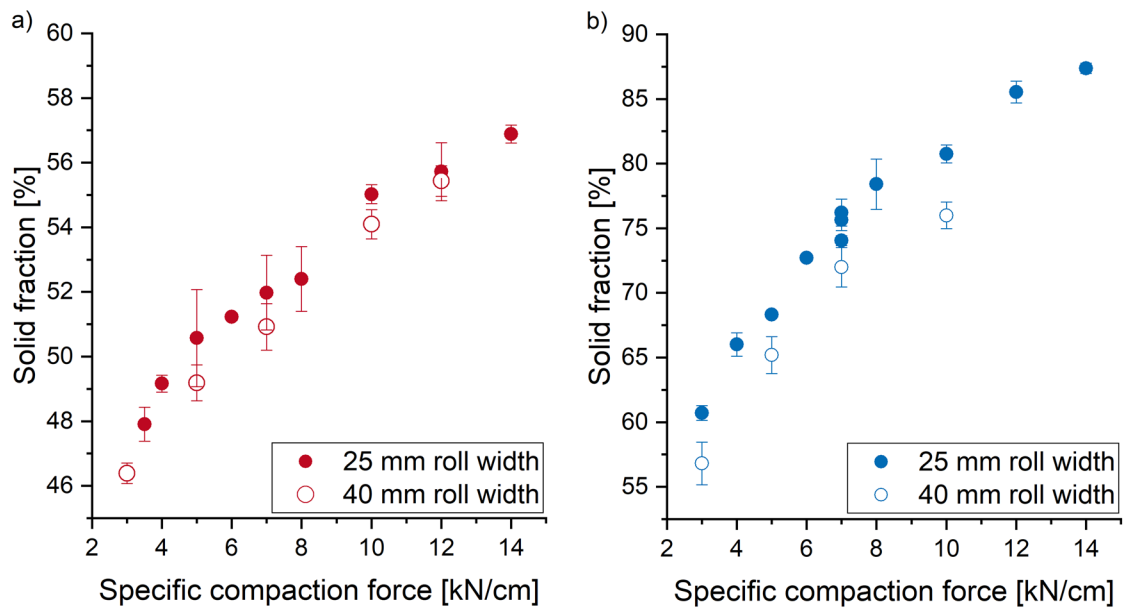 a)
60
58
56
54
52
50
48
46
Solid fraction [%]
2 4 6 8 10 12 14
Specific compaction force [kN/cm]
25 mm roll width
40 mm roll width
b)
90
85
80
75
70
65
60
55
Solid fraction [%]
2 4 6 8 10 12 14
Specific compaction force [kN/cm]
25 mm roll width
40 mm roll width